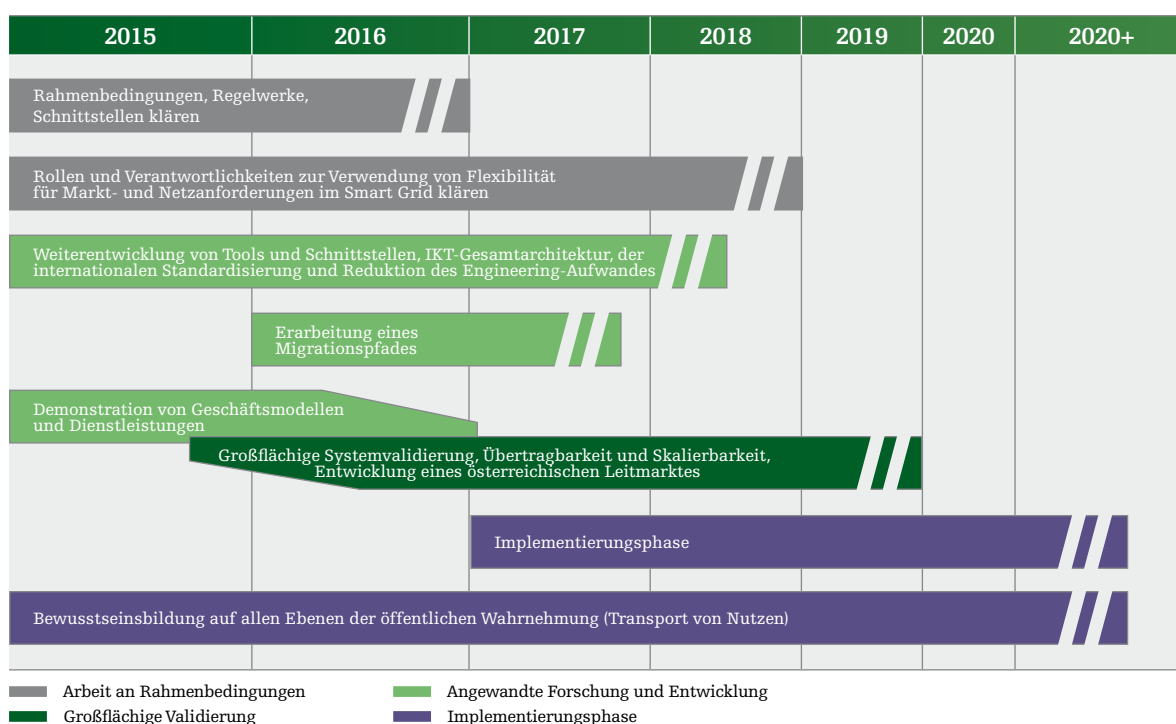 2015 2016 2017 2018 2019 2020 2020+
Rahmenbedingungen, Regelwerke,
Schnittstellen klären
Rollen und Verantwortlichkeiten zur Verwendung von Flexibilität
für Markt- und Netzanforderungen im Smart Grid klären
Weiterentwicklung von Tools und Schnittstellen, IKT-Gesamtarchitektur, der
internationalen Standardisierung und Reduktion des Engineering-Aufwandes
Erarbeitung eines
Migrationspfades
Demonstration von Geschäftsmodellen
und Dienstleistungen
Großflächige Systemvalidierung, Übertragbarkeit und Skalierbarkeit,
Entwicklung eines österreichischen Leitmarktes
Implementierungsphase
Bewusstseinsbildung auf allen Ebenen der öffentlichen Wahrnehmung (Transport von Nutzen)
Arbeit an Rahmenbedingungen
Angewandte Forschung und Entwicklung
Großflächige Validierung
Implementierungsphase